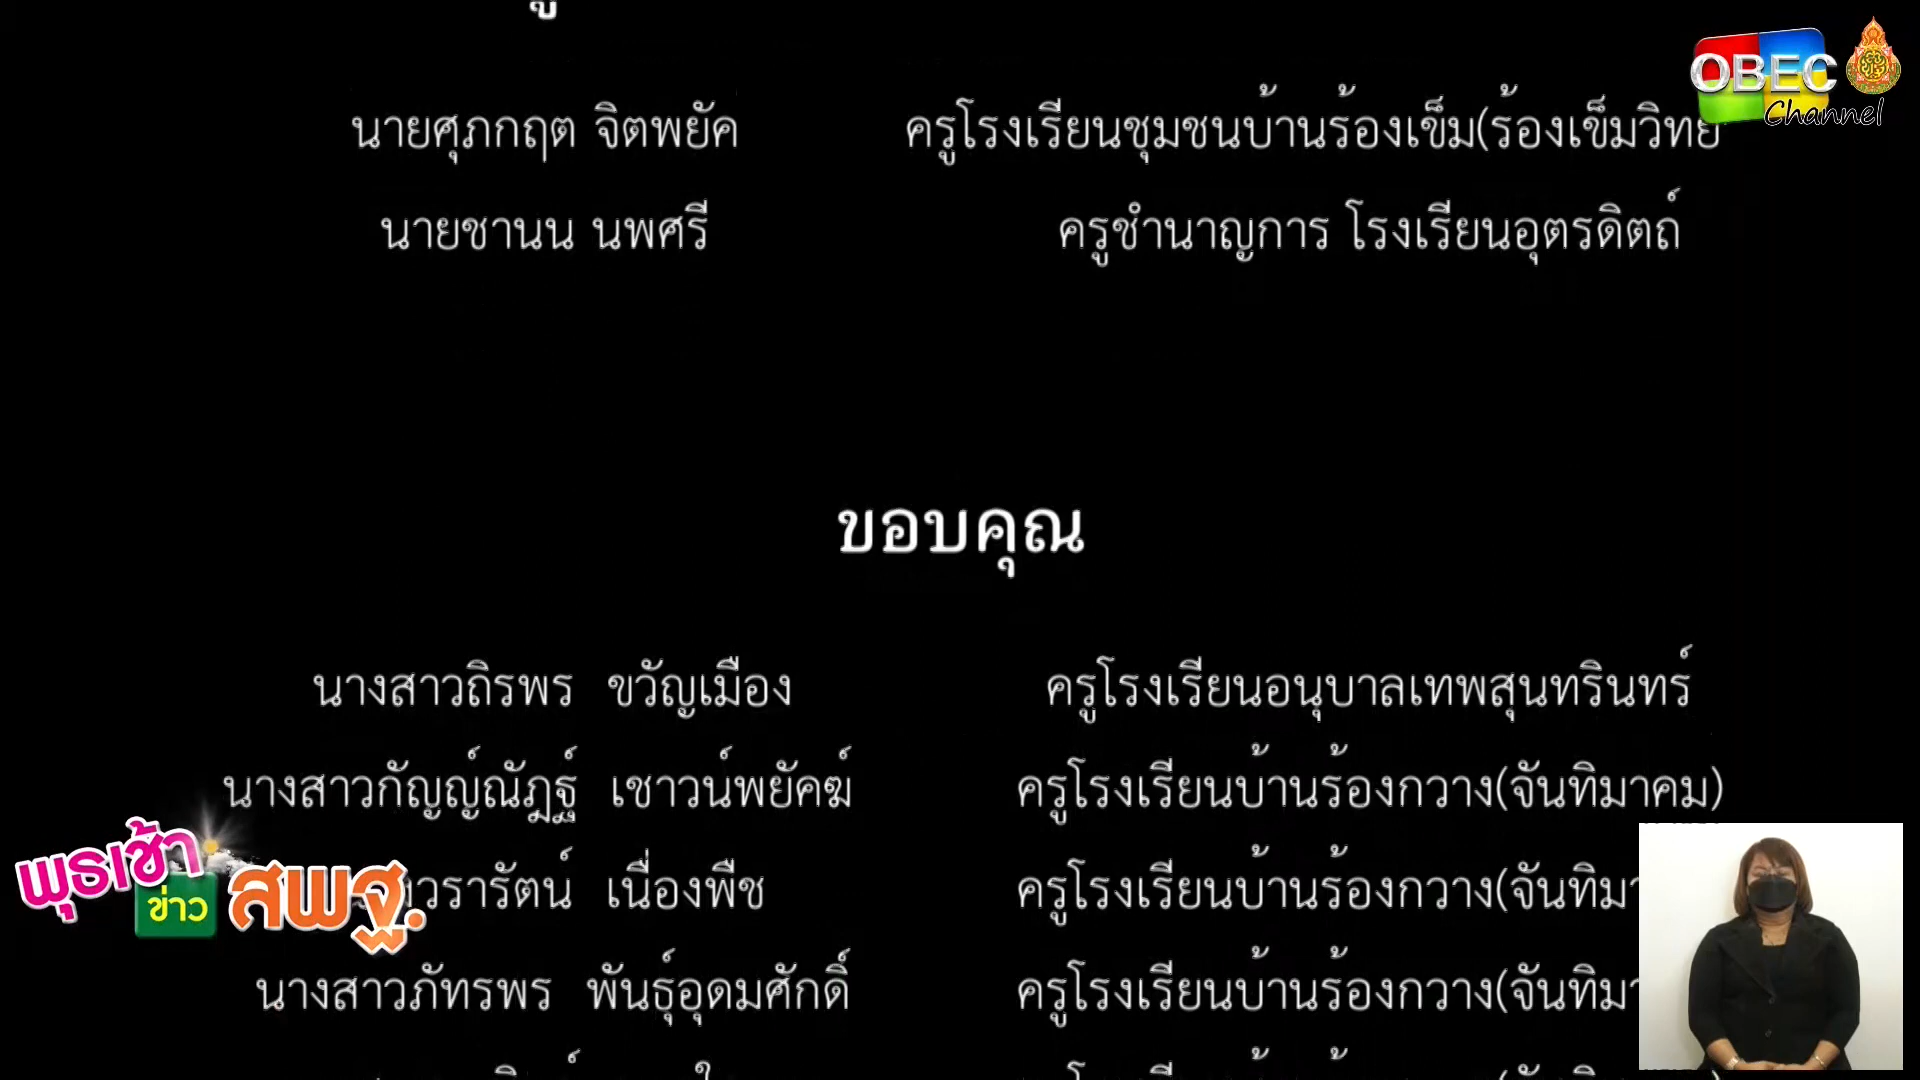 OBEC
Channel
นายศุภกฤต จิตพยัค ครูโรงเรียนชุมชนบ้านร้องเข็ม(ร้องเข็มวิทย
นายชานน นพศรี ครูชำนาญการ โรงเรียนอุตรดิตถ์
ขอบคุณ
นางสาวถิรพร ขวัญเมือง ครูโรงเรียนอนุบาลเทพสุนทรินทร์
นางสาวกัญญ์ณัฏฐ์ เชาวน์พยัคฆ์ ครูโรงเรียนบ้านร้องกวาง(จันทิมาคม)
วรารัตน์ เนื่องพืช ครูโรงเรียนบ้านร้องกวาง(จันทิมา
นางสาวภัทรพร พันธุ์อุดมศักดิ์ ครูโรงเรียนบ้านร้องกวาง(จันทิมา
พุธเช้า
ข่าว
สพฐ.